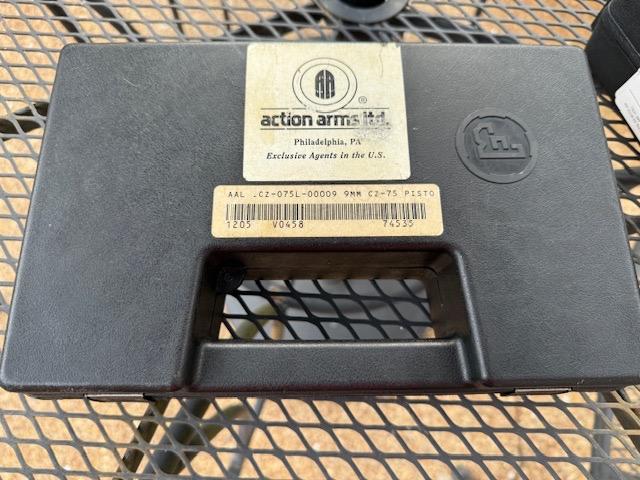 AA
®
action arms ltd.
Philadelphia, PA
Exclusive Agents in the U.S.
AAL .CZ-075L-00009 9MM CZ-75 PISTO
1205 V0458 74535